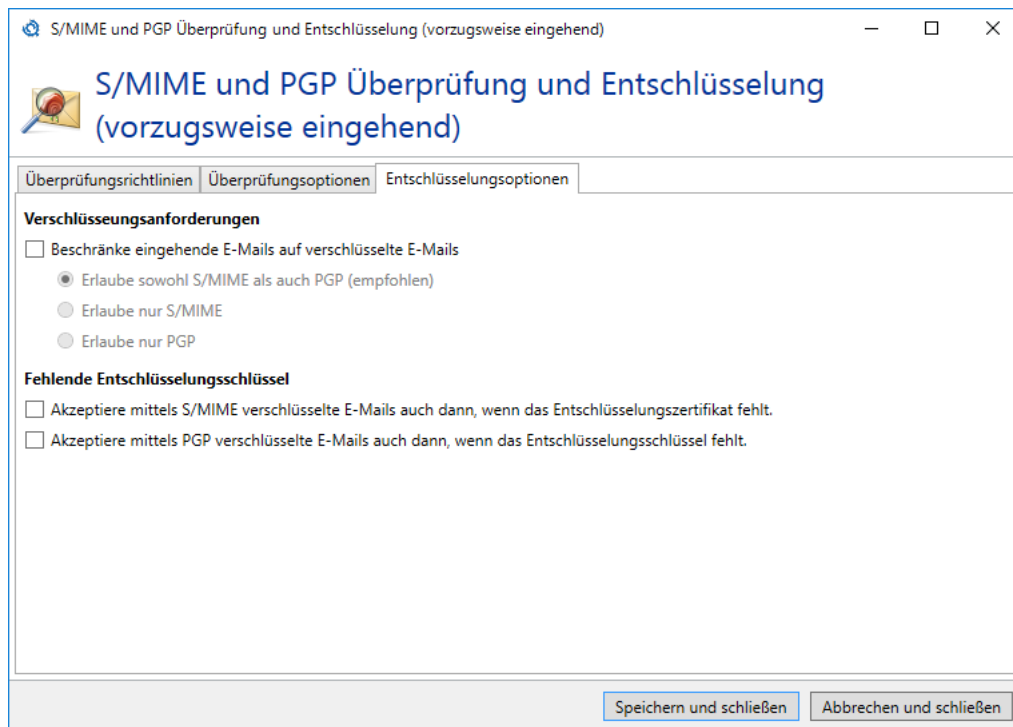 S/MIME und PGP Überprüfung und Entschlüsselung (vorzugsweise eingehend)
S/MIME und PGP Überprüfung und Entschlüsselung
(vorzugsweise eingehend)
Überprüfungsrichtlinien Überprüfungsoptionen Entschlüsselungsoptionen
Verschlüsseungsanforderungen
Beschränke eingehende E-Mails auf verschlüsselte E-Mails
Erlaube sowohl S/MIME als auch PGP (empfohlen)
Erlaube nur S/MIME
Erlaube nur PGP
Fehlende Entschlüsselungsschlüssel
Akzeptiere mittels S/MIME verschlüsselte E-Mails auch dann, wenn das Entschlüsselungszertifikat fehlt.
Akzeptiere mittels PGP verschlüsselte E-Mails auch dann, wenn das Entschlüsselungsschlüssel fehlt.
Speichern und schließen Abbrechen und schließen